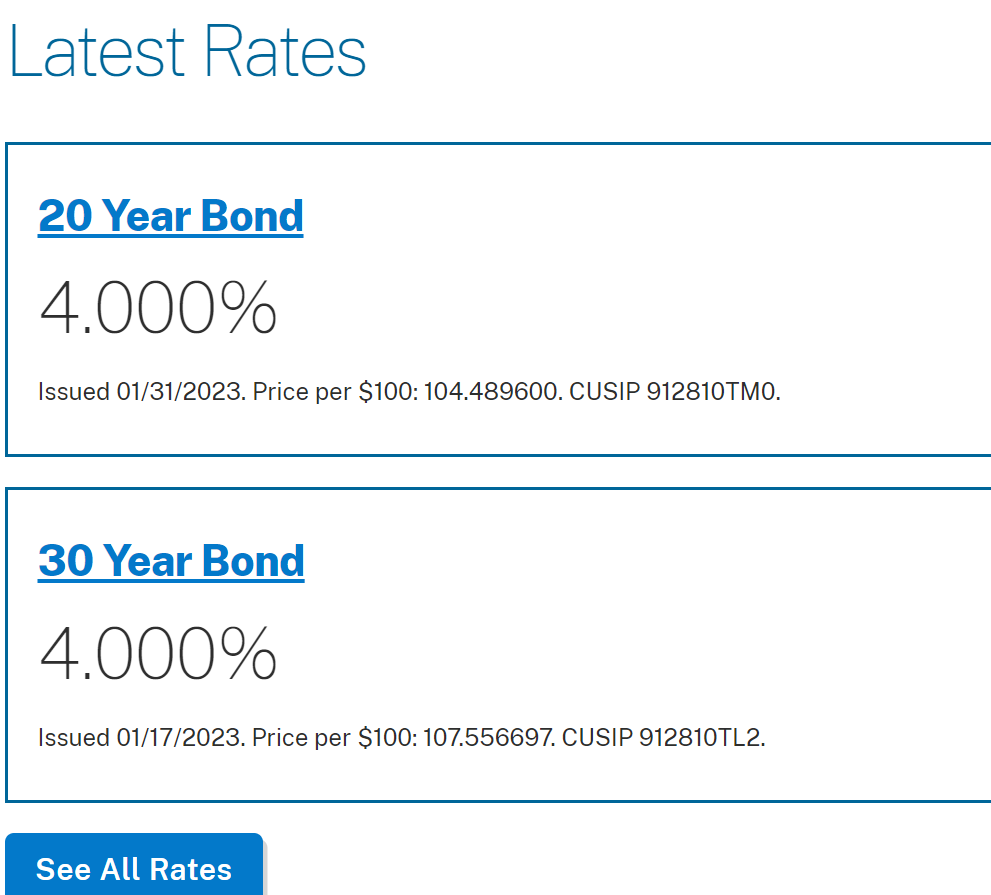 Latest Rates
20 Year Bond
4.000%
Issued 01/31/2023. Price per $100: 104.489600. CUSIP 912810TM0.
30 Year Bond
4.000%
Issued 01/17/2023. Price per $100: 107.556697. CUSIP 912810TL2.
See All Rates